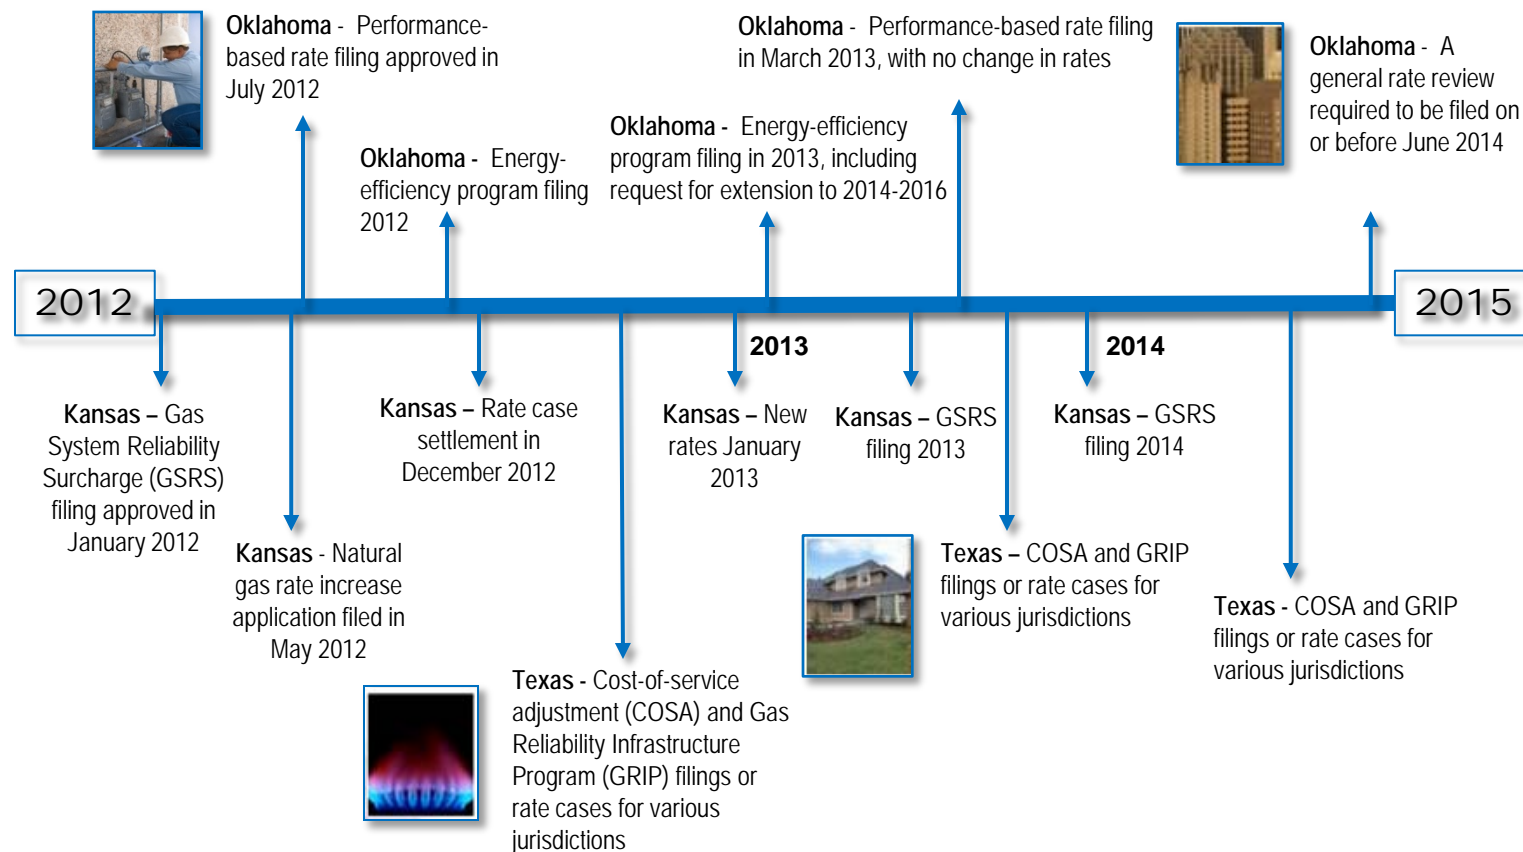 Oklahoma - Performance-
based rate filing approved in
July 2012
Oklahoma - Energy-
efficiency program filing
2012
Oklahoma - Energy-efficiency
program filing in 2013, including
request for extension to 2014-2016
Oklahoma - Performance-based rate filing
in March 2013, with no change in rates
Oklahoma - A
general rate review
required to be filed on
or before June 2014
2012
2015
2013
2014
Kansas – Gas
System Reliability
Surcharge (GSRS)
filing approved in
January 2012
Kansas - Natural
gas rate increase
application filed in
May 2012
Kansas – Rate case
settlement in
December 2012
Texas - Cost-of-service
adjustment (COSA) and Gas
Reliability Infrastructure
Program (GRIP) filings or
rate cases for various
jurisdictions
Kansas – New
rates January
2013
Kansas – GSRS
filing 2013
Texas – COSA and GRIP
filings or rate cases for
various jurisdictions
Kansas – GSRS
filing 2014
Texas - COSA and GRIP
filings or rate cases for
various jurisdictions